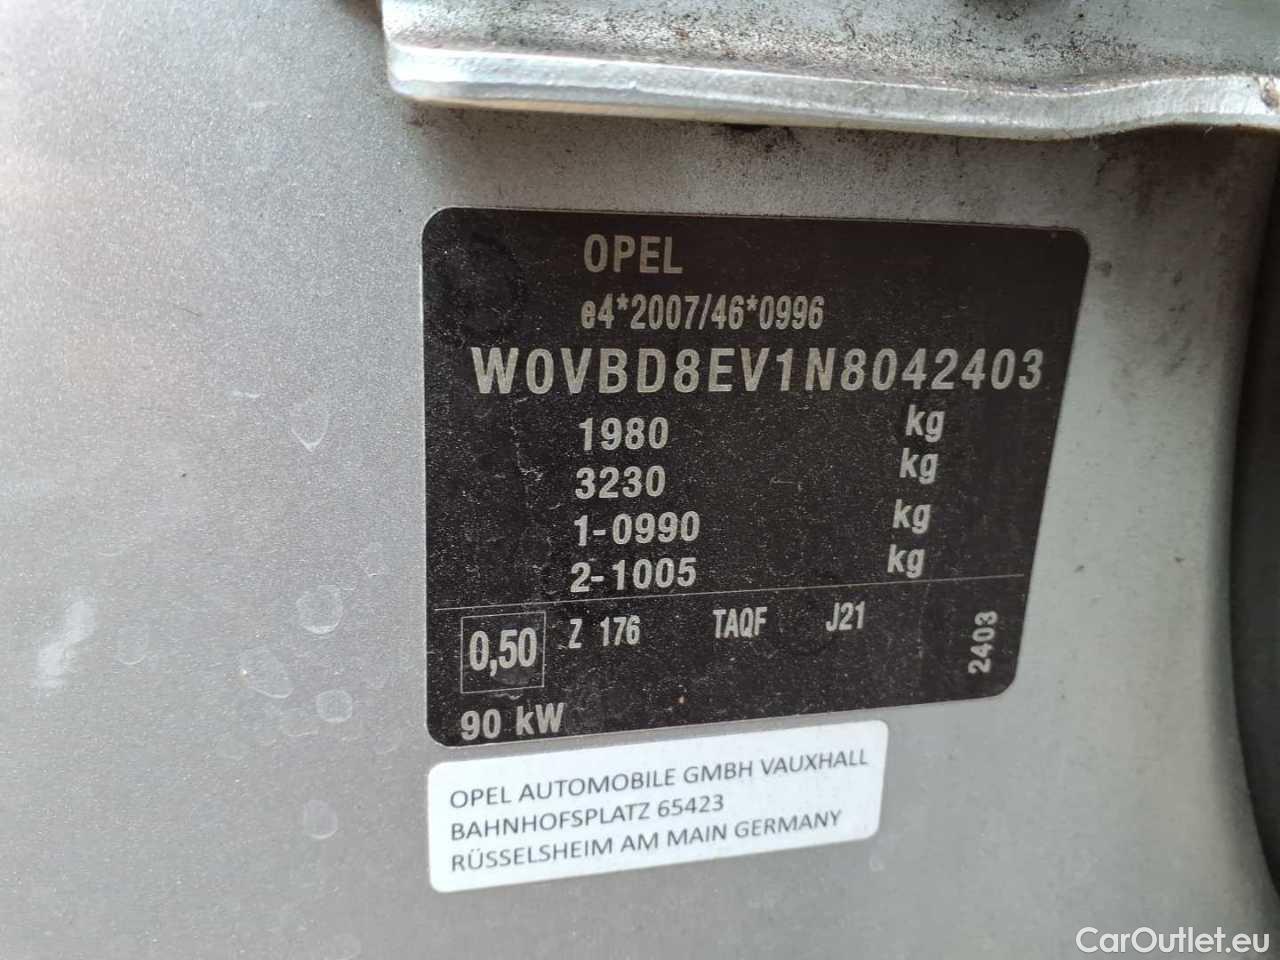 OPEL
e4*2007/46*0996
W0VBD8EV1N8042403
1980 kg
3230 kg
1-0990 kg
2-1005 kg
0,50 Z 176 TAQF J21 2403
90 kW
OPEL AUTOMOBILE GMBH VAUXHALL
BAHNHOFSPLATZ 65423
RÜSSELSHEIM AM MAIN GERMANY
CarOutlet.eu